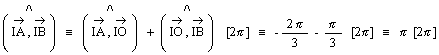 (IA→, IB→)^ ≡ (IA→, IO→)^ + (IO→, IB→)^ [2π] ≡ - 2π/3 - π/3 [2π] ≡ π [2π]